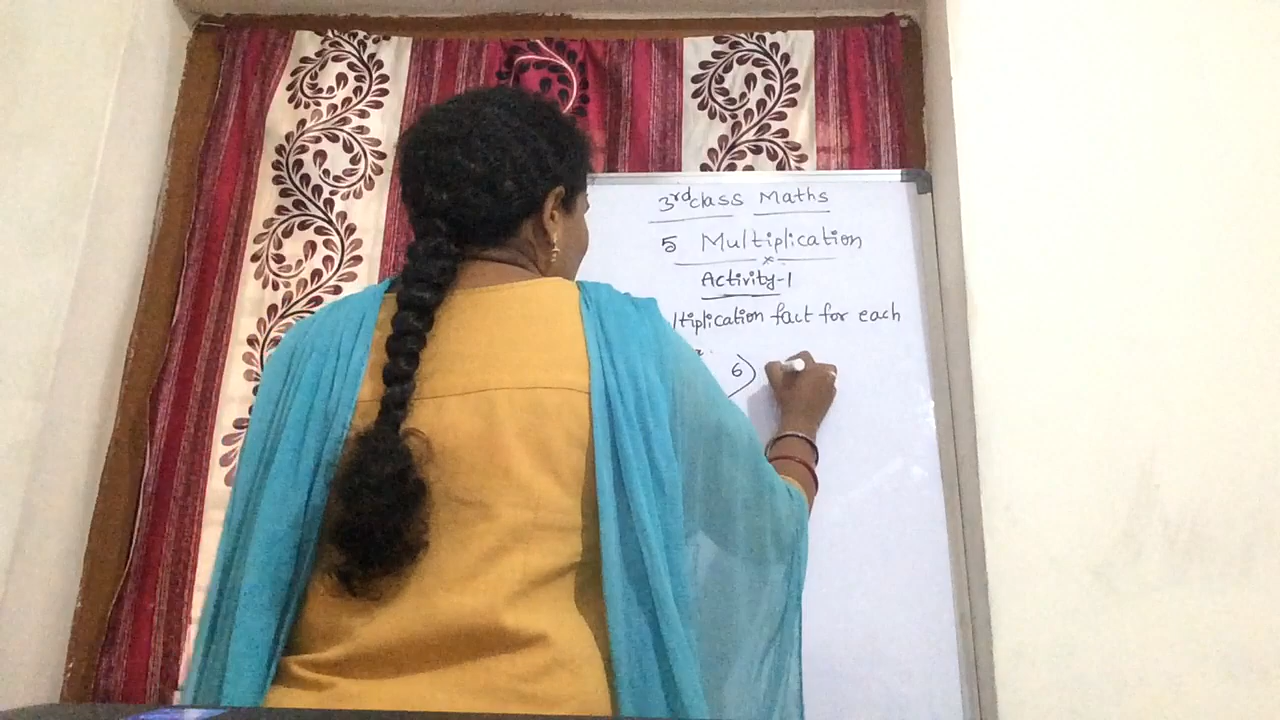 3rd class Maths
5 Multiplication
Activity-1
ltiplication fact for each
6)